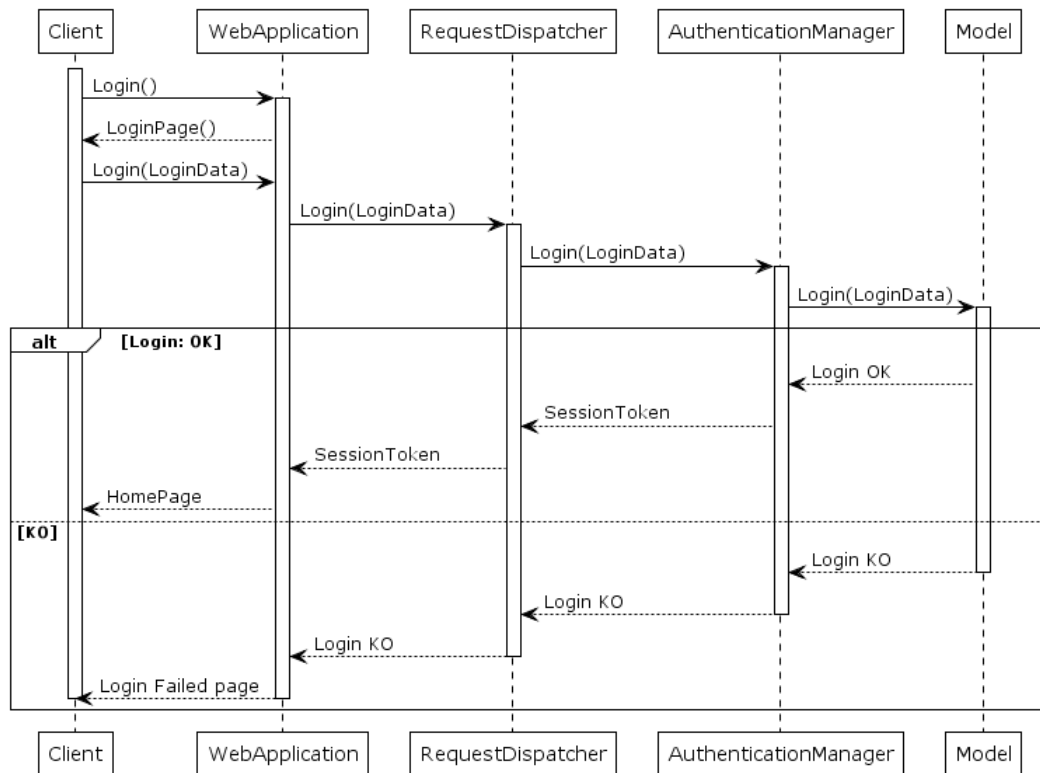 Client WebApplication RequestDispatcher AuthenticationManager Model
Login()
LoginPage()
Login(LoginData)
Login(LoginData)
Login(LoginData)
Login(LoginData)
alt [Login: OK]
Login OK
SessionToken
SessionToken
HomePage
[KO]
Login KO
Login KO
Login KO
Login Failed page
Client WebApplication RequestDispatcher AuthenticationManager Model